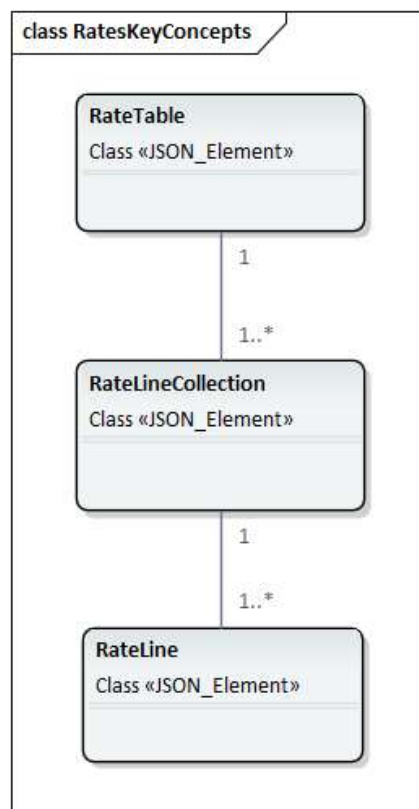 class RatesKeyConcepts
RateTable
Class «JSON_Element»
1
1..*
RateLineCollection
Class «JSON_Element»
1
1..*
RateLine
Class «JSON_Element»